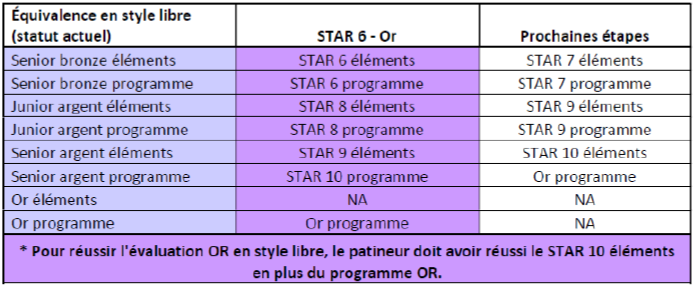 Équivalence en style libre
(statut actuel) STAR 6 - Or Prochaines étapes
Senior bronze éléments STAR 6 éléments STAR 7 éléments
Senior bronze programme STAR 6 programme STAR 7 programme
Junior argent éléments STAR 8 éléments STAR 9 éléments
Junior argent programme STAR 8 programme STAR 9 programme
Senior argent éléments STAR 9 éléments STAR 10 éléments
Senior argent programme STAR 10 programme Or programme
Or éléments NA NA
Or programme Or programme NA
* Pour réussir l'évaluation OR en style libre, le patineur doit avoir réussi le STAR 10 éléments
en plus du programme OR.